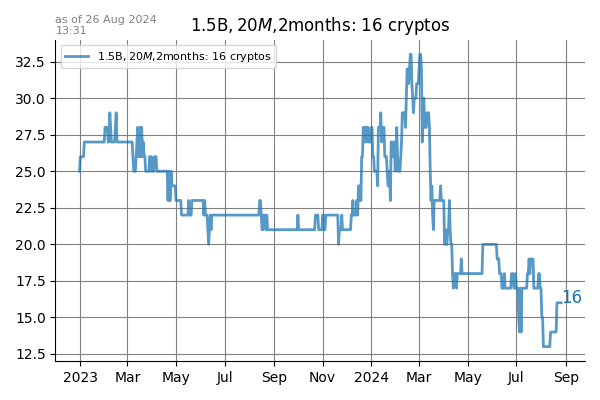 as of 26 Aug 2024
13:31
1.5B, 20M,2months: 16 cryptos
1.5B, 20M,2months: 16 cryptos
32.5
30.0
27.5
25.0
22.5
20.0
17.5
15.0
12.5
16
2023 Mar May Jul Sep Nov 2024 Mar May Jul Sep